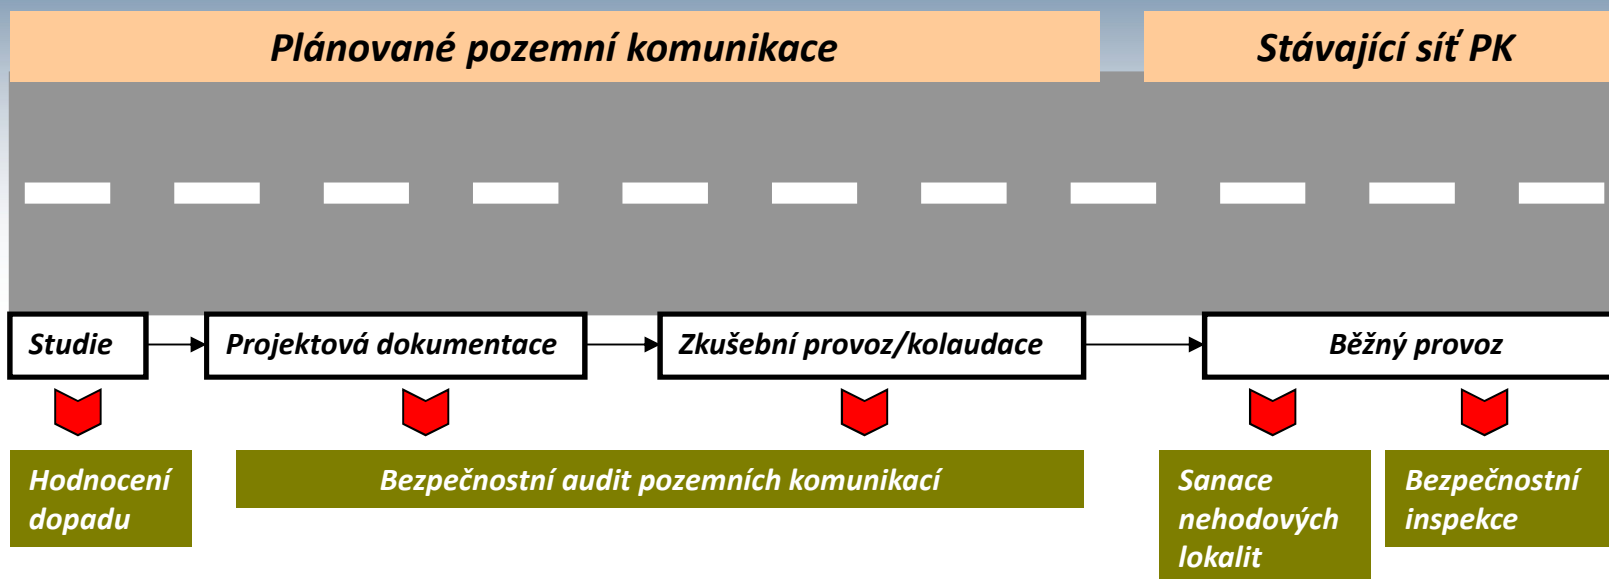 Plánované pozemní komunikace
Stávající síť PK
Studie
Projektová dokumentace
Zkušební provoz/kolaudace
Běžný provoz
Hodnocení
dopadu
Bezpečnostní audit pozemních komunikací
Sanace
nehodových
lokalit
Bezpečnostní
inspekce